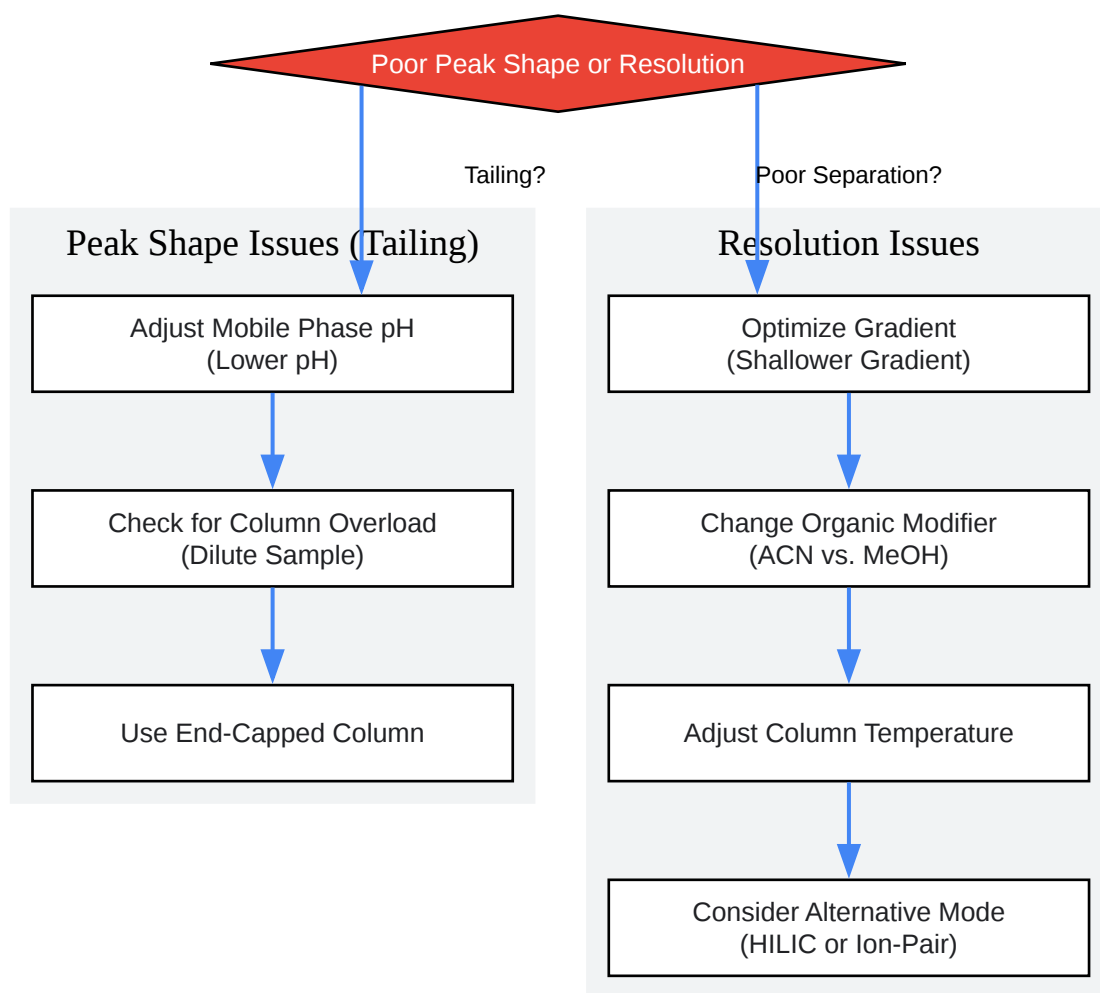 Poor Peak Shape or Resolution
Tailing?
Poor Separation?
Peak Shape Issues (Tailing)
Adjust Mobile Phase pH
(Lower pH)
Check for Column Overload
(Dilute Sample)
Use End-Capped Column
Resolution Issues
Optimize Gradient
(Shallower Gradient)
Change Organic Modifier
(ACN vs. MeOH)
Adjust Column Temperature
Consider Alternative Mode
(HILIC or Ion-Pair)